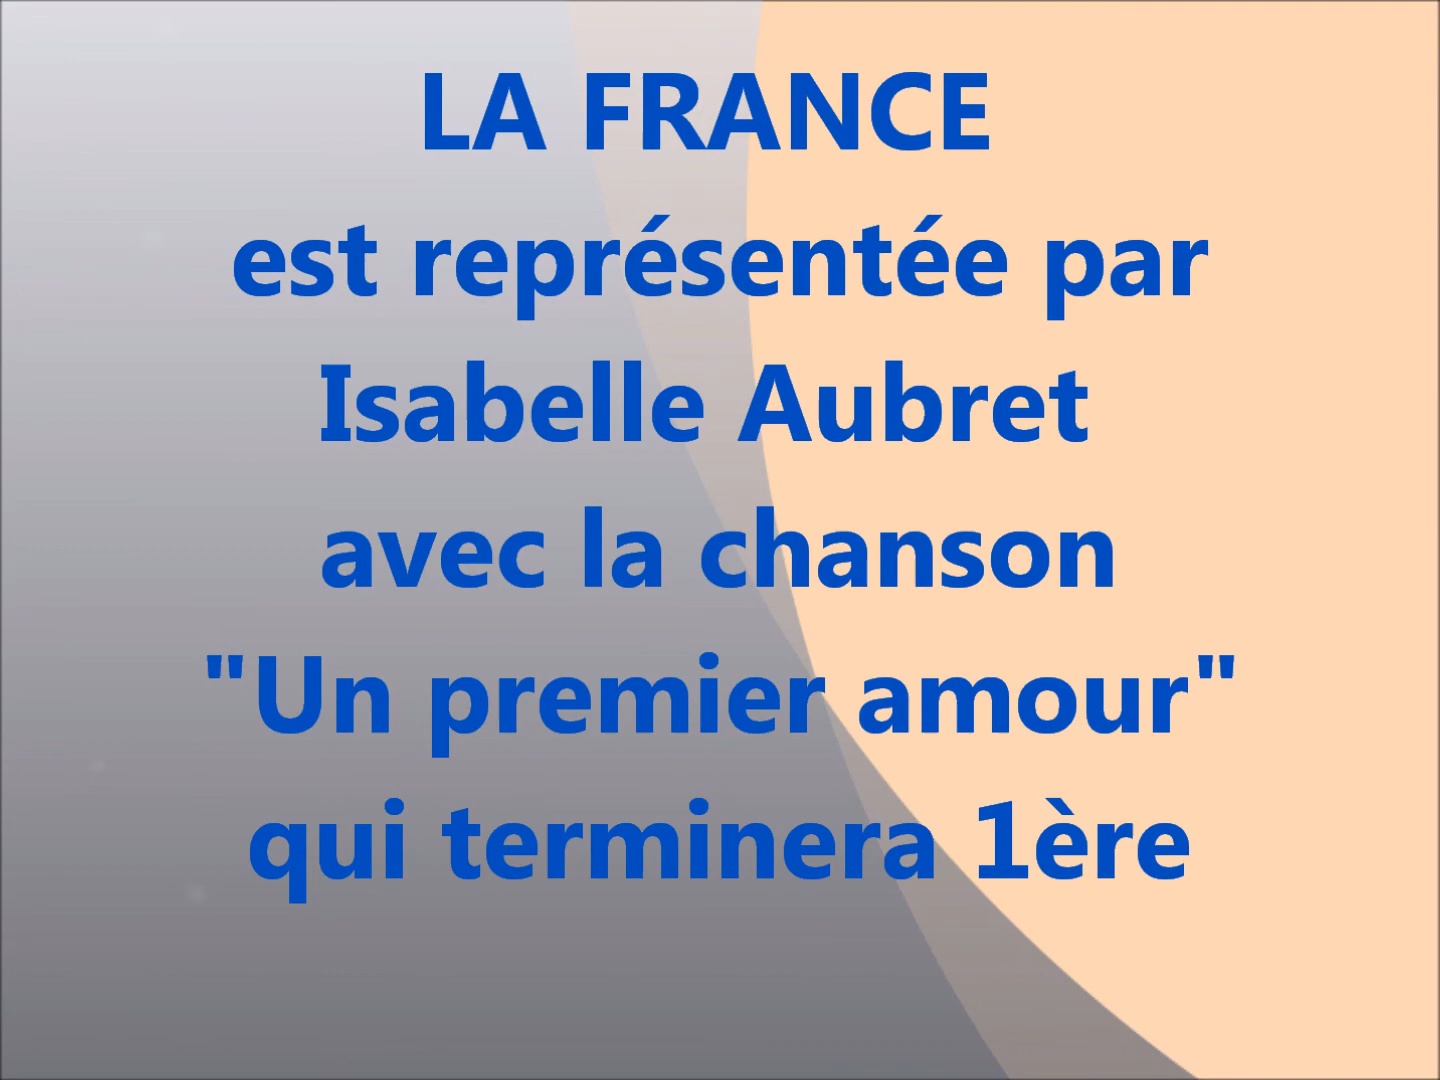 LA FRANCE
est représentée par
Isabelle Aubret
avec la chanson
"Un premier amour"
qui terminera 1ère